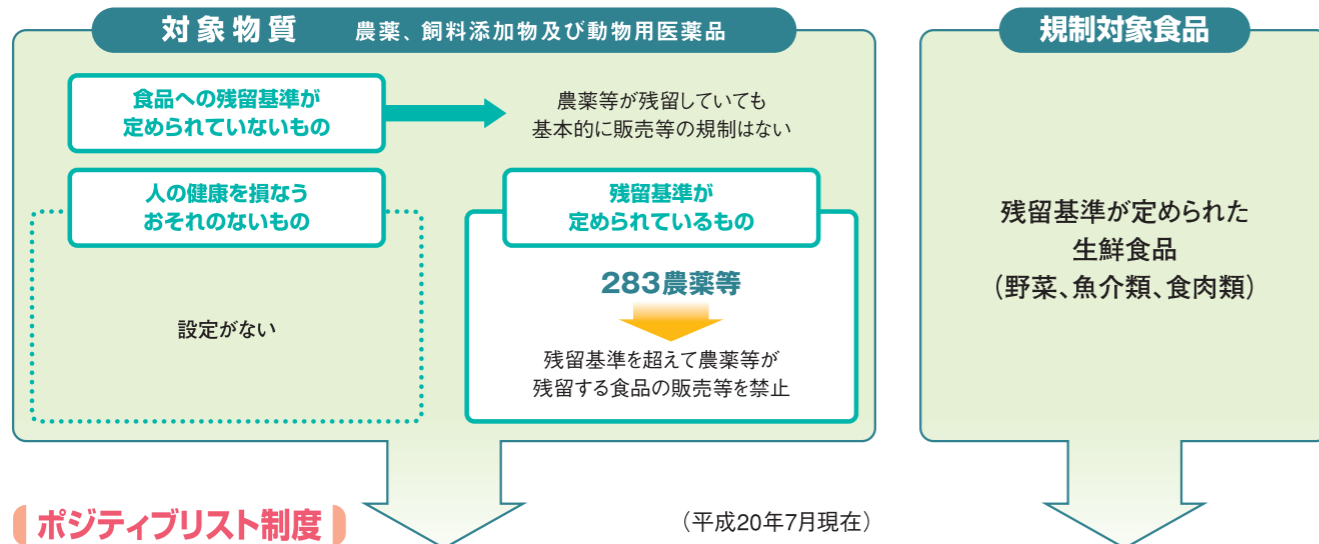 対象物質 農薬、飼料添加物及び動物用医薬品
食品への残留基準が
定められていないもの
農薬等が残留していても
基本的に販売等の規制はない
人の健康を損なう
おそれのないもの
設定がない
残留基準が
定められているもの
283農薬等
残留基準を超えて農薬等が
残留する食品の販売等を禁止
規制対象食品
残留基準が定められた
生鮮食品
（野菜、魚介類、食肉類）
ポジティブリスト制度
（平成20年7月現在）